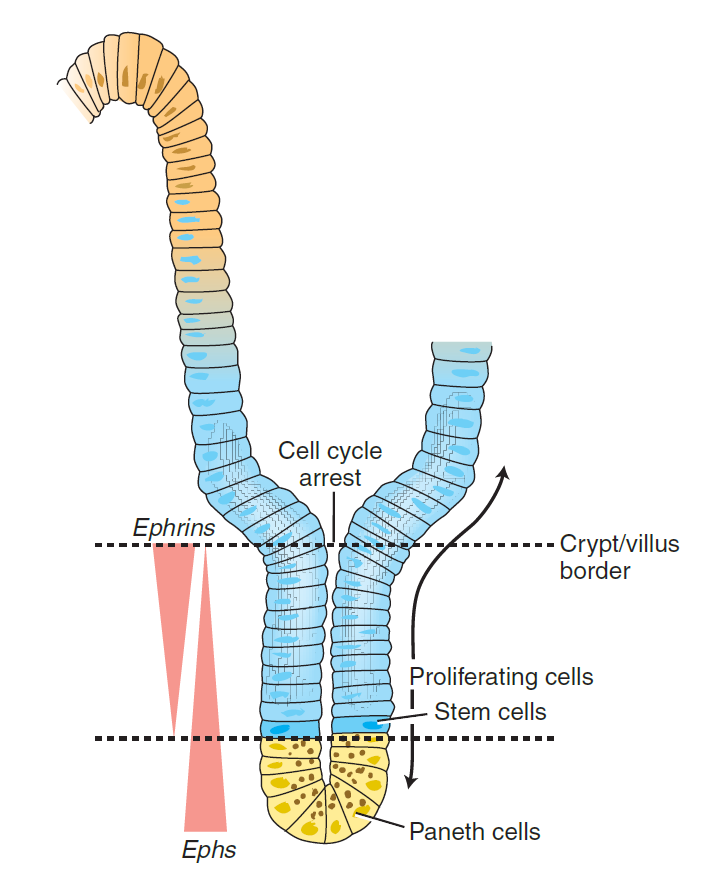 Cell cycle
arrest
Ephrins
Crypt/villus
border
Proliferating cells
Stem cells
Paneth cells
Ephs